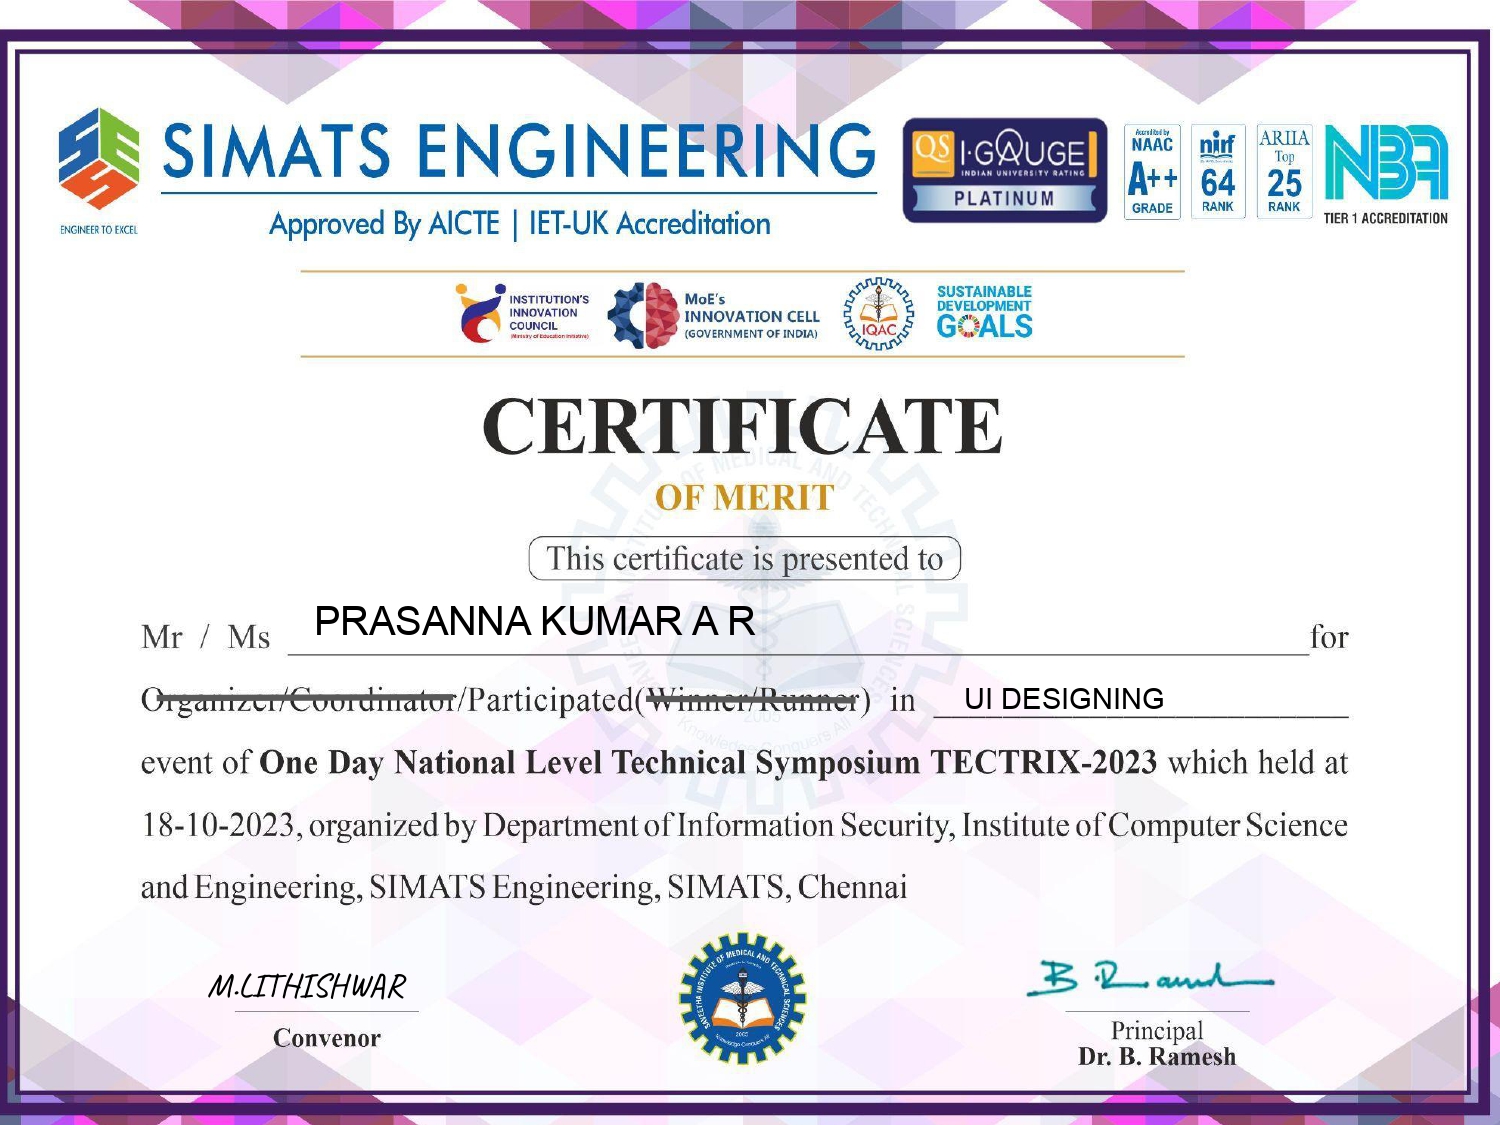 SIMATS ENGINEERING
ENGINEER TO EXCEL
Approved By AICTE | IET-UK Accreditation
QS I·GAUGE
INDIAN UNIVERSITY RATING
PLATINUM
Accredited by
NAAC
A++
GRADE
nirf
64
RANK
ARIIA
Top
25
RANK
NBA
TIER 1 ACCREDITATION
INSTITUTION'S
INNOVATION
COUNCIL
(Ministry of Education Initiative)
MoE's
INNOVATION CELL
(GOVERNMENT OF INDIA)
IQAC
SUSTAINABLE
DEVELOPMENT
GOALS
CERTIFICATE
OF MERIT
This certificate is presented to
Mr / Ms PRASANNA KUMAR A R for
Organizer/Coordinator/Participated(Winner/Runner) in UI DESIGNING
event of One Day National Level Technical Symposium TECTRIX-2023 which held at
18-10-2023, organized by Department of Information Security, Institute of Computer Science
and Engineering, SIMATS Engineering, SIMATS, Chennai
M.LITHISHWAR
Convenor
SAVEETHA INSTITUTE OF MEDICAL AND TECHNICAL SCIENCES
2005
Knowledge Conquers All
B. Ramesh
Principal
Dr. B. Ramesh